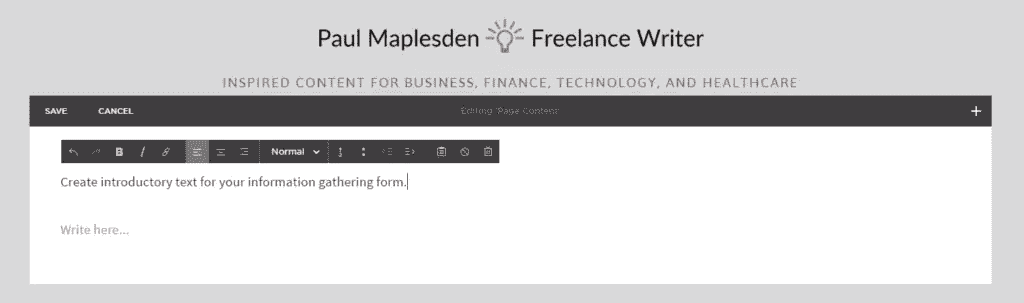 Paul Maplesden Freelance Writer
INSPIRED CONTENT FOR BUSINESS, FINANCE, TECHNOLOGY, AND HEALTHCARE
SAVE CANCEL Editing 'Page Content' +
B I Normal
Create introductory text for your information gathering form.
Write here...